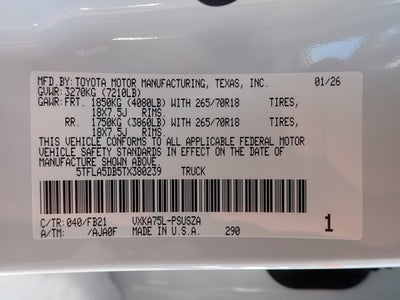 MFD.BY:TOYOTA MOTOR MANUFACTURING, TEXAS, INC. 01/26
GVWR:3270KG (7210LB)
GAWR:FRT. 1850KG (4080LB) WITH 265/70R18 TIRES,
18X7.5J RIMS.
RR. 1750KG (3860LB) WITH 265/70R18 TIRES,
18X7.5J RIMS.
THIS VEHICLE CONFORMS TO ALL APPLICABLE FEDERAL MOTOR
VEHICLE SAFETY STANDARDS IN EFFECT ON THE DATE OF
MANUFACTURE SHOWN ABOVE.
5TFLA5DB5TX380239 TRUCK
C/TR:040/FB21 VXKA75L-PSUSZA
A/TM: /AJA0F MADE IN U.S.A. 290 1